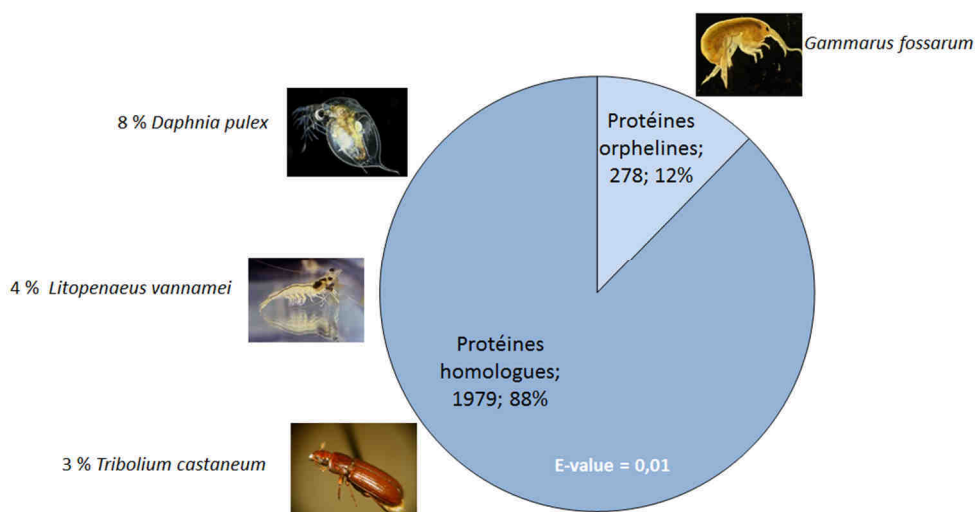 Gammarus fossarum
8 % Daphnia pulex
Protéines
orphelines;
278; 12%
4 % Litopenaeus vannamei
Protéines
homologues;
1979; 88%
3 % Tribolium castaneum
E-value = 0,01